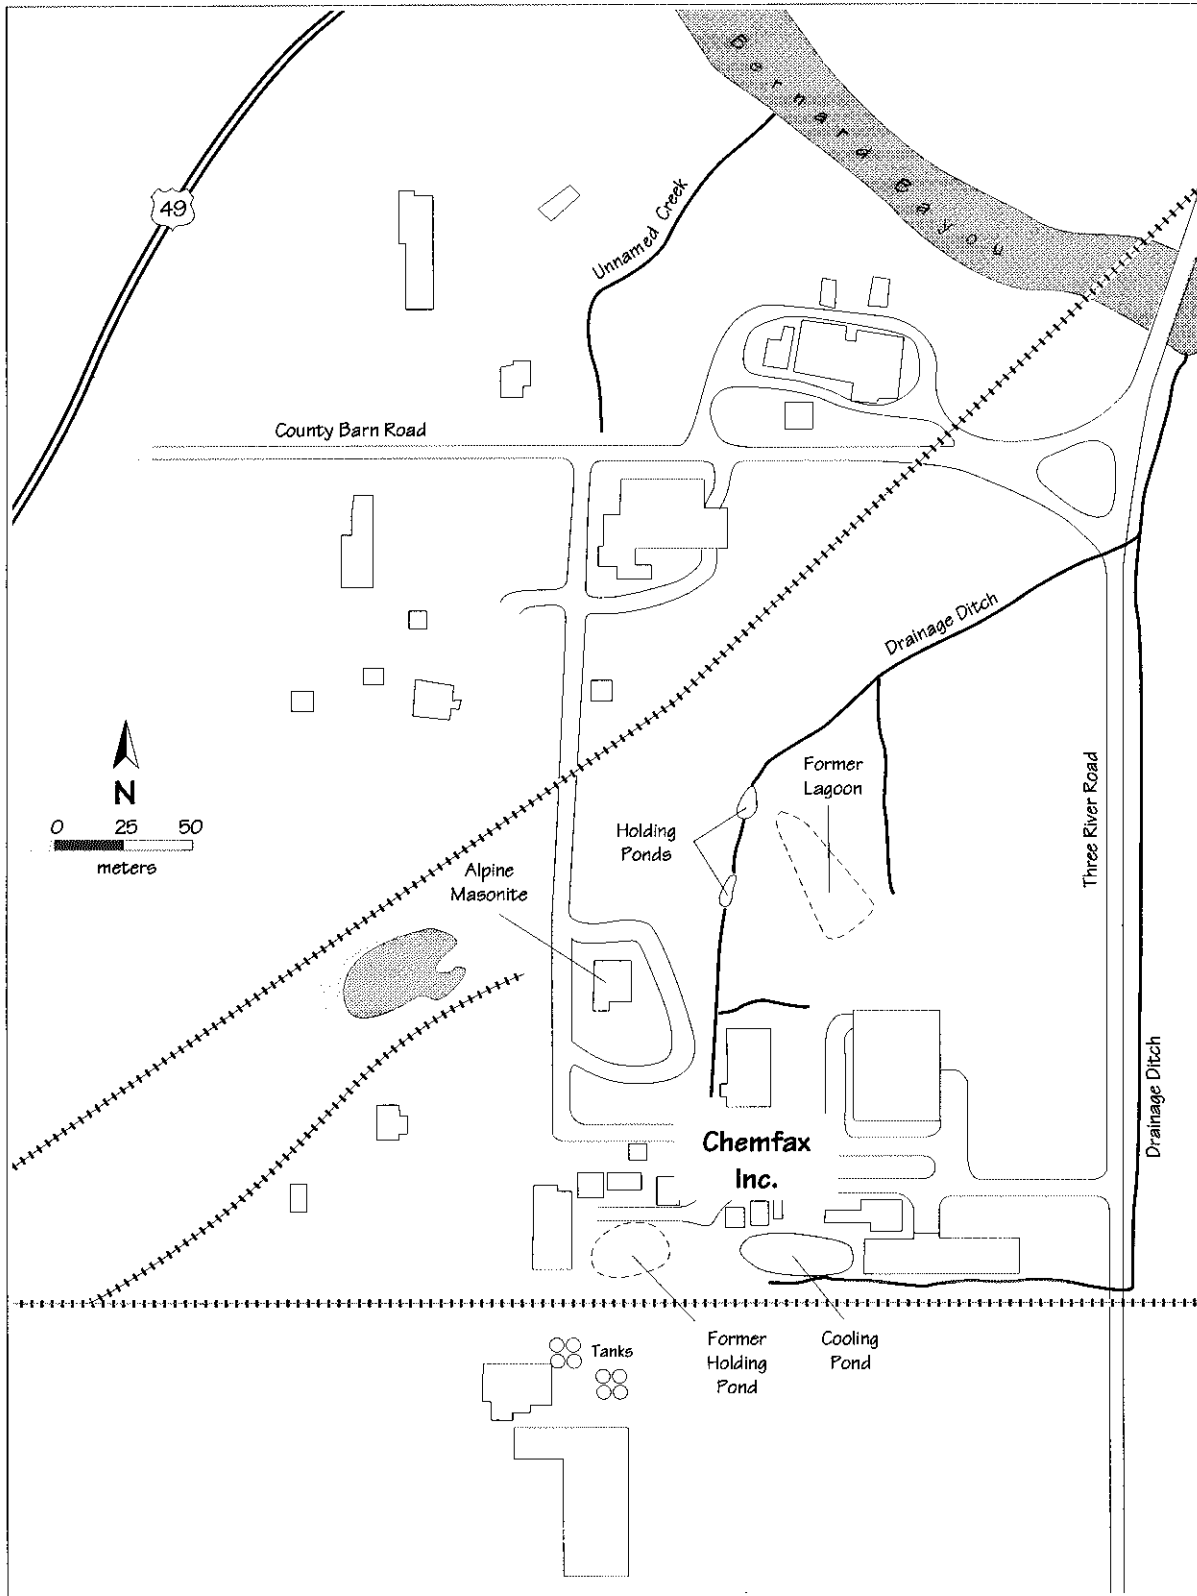 Bernard Bayou
49
Unnamed Creek
County Barn Road
Drainage Ditch
N
0 25 50
meters
Former
Lagoon
Three River Road
Holding
Ponds
Alpine
Masonite
Drainage Ditch
Chemfax
Inc.
Tanks
Former
Holding
Pond
Cooling
Pond